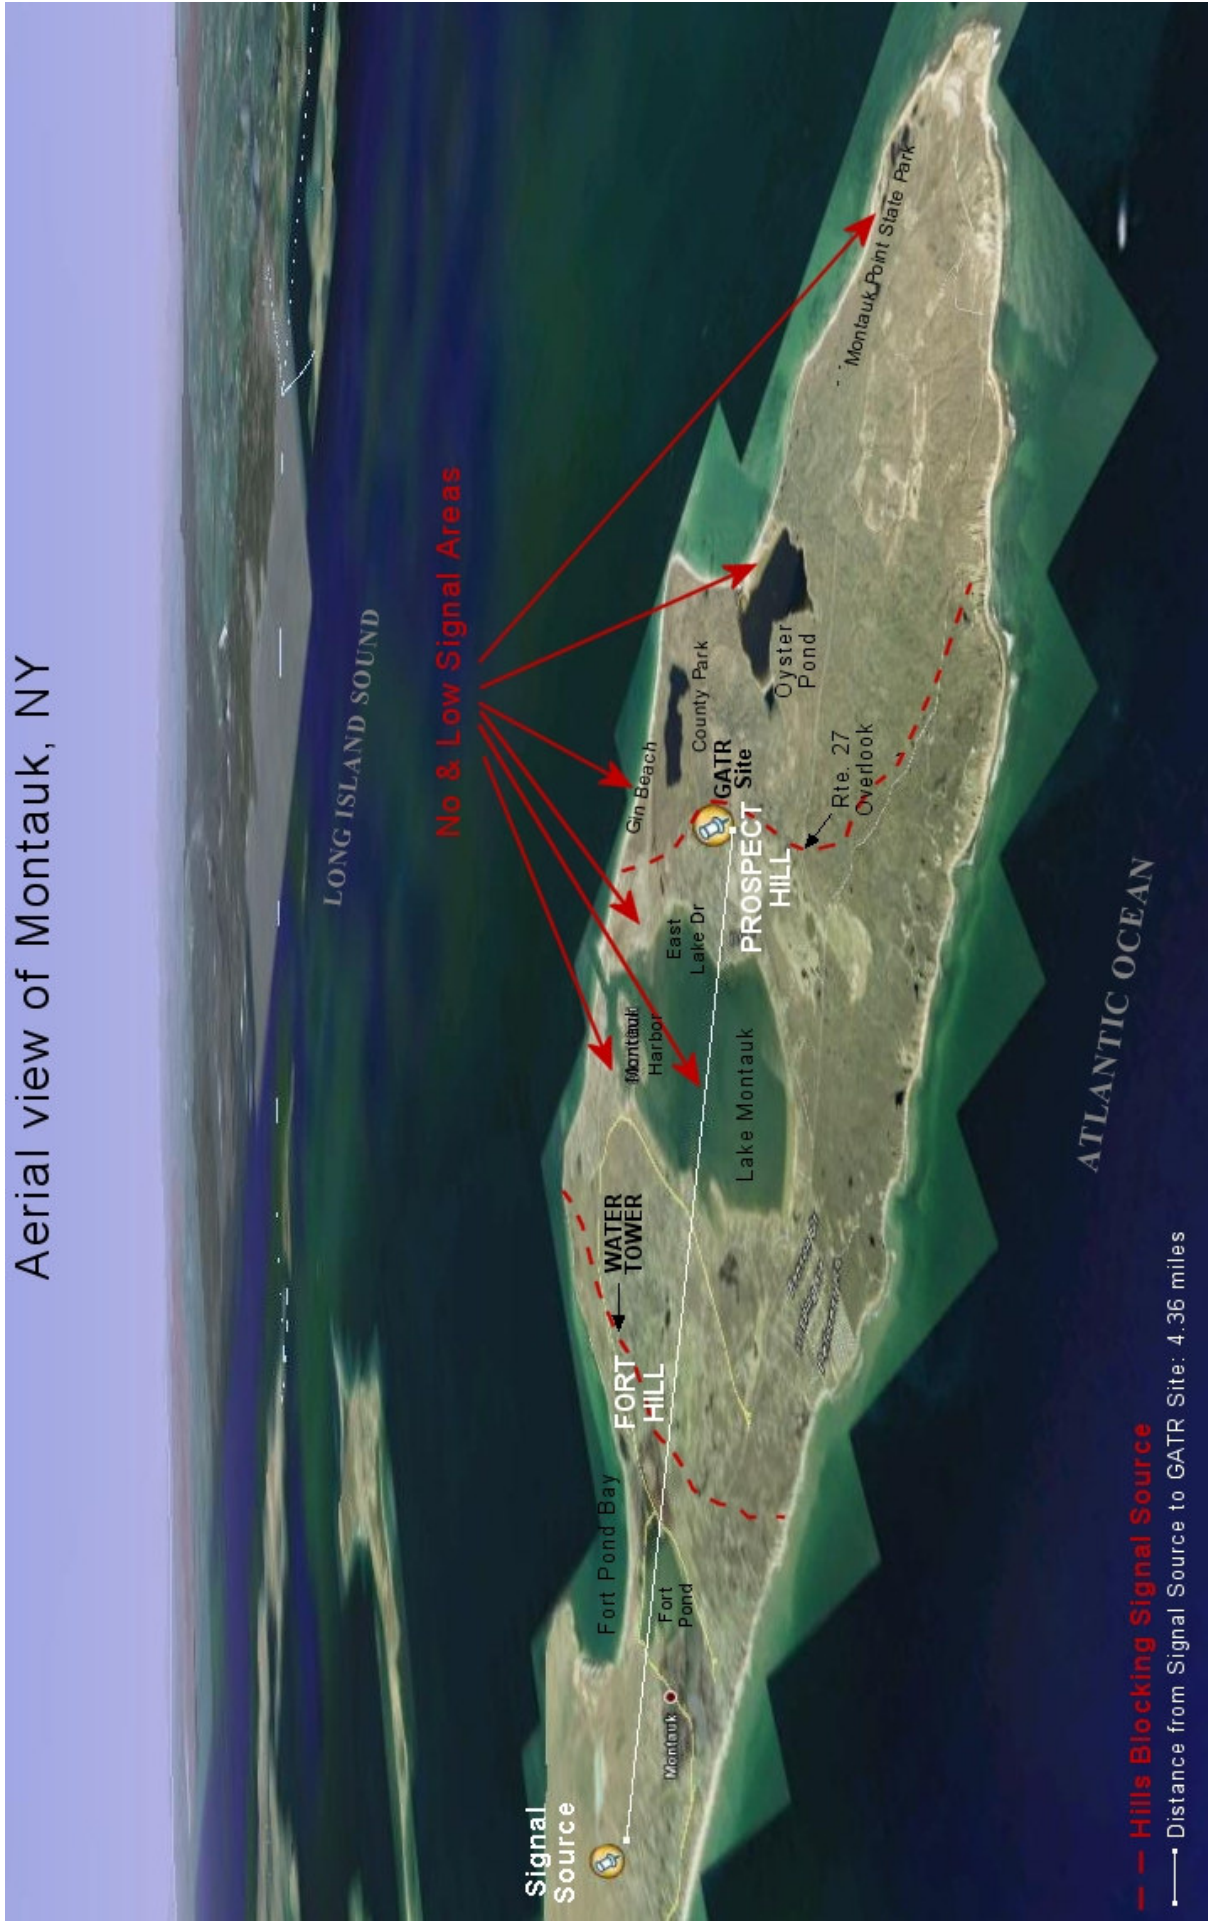 Aerial view of Montauk, NY
LONG ISLAND SOUND
No & Low Signal Areas
Signal
Source
Montauk
Fort Pond Bay
Fort
Pond
FORT
HILL
WATER
TOWER
Montauk
Harbor
Lake Montauk
East
Lake Dr
PROSPECT
HILL
GATR
Site
Gin Beach
County Park
Rte. 27
Overlook
Oyster
Pond
Montauk Point State Park
ATLANTIC OCEAN
Hills Blocking Signal Source
Distance from Signal Source to GATR Site: 4.36 miles